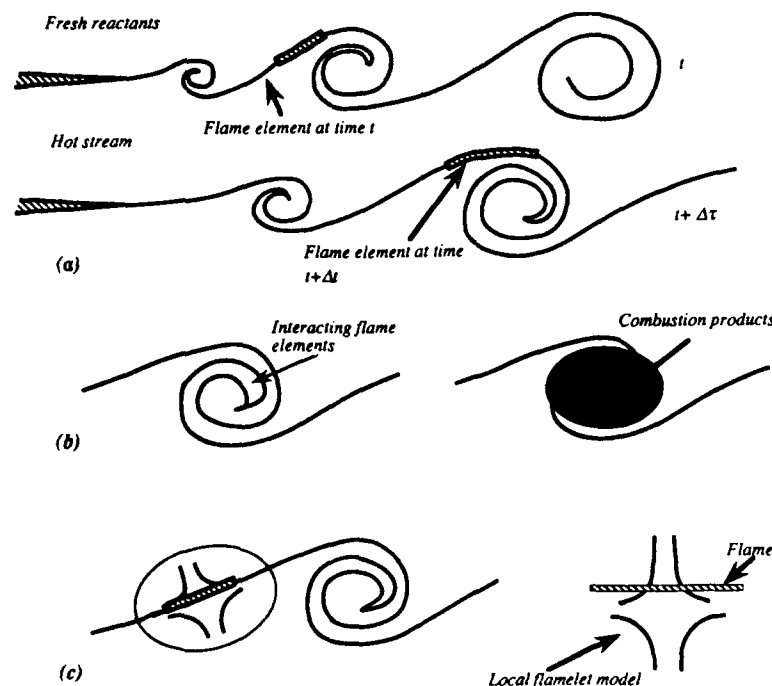 Fresh reactants
t
Flame element at time t
Hot stream
t+ Δτ
Flame element at time
t+Δt
(a)
Interacting flame
elements
Combustion products
(b)
Flame
(c)
Local flamelet model